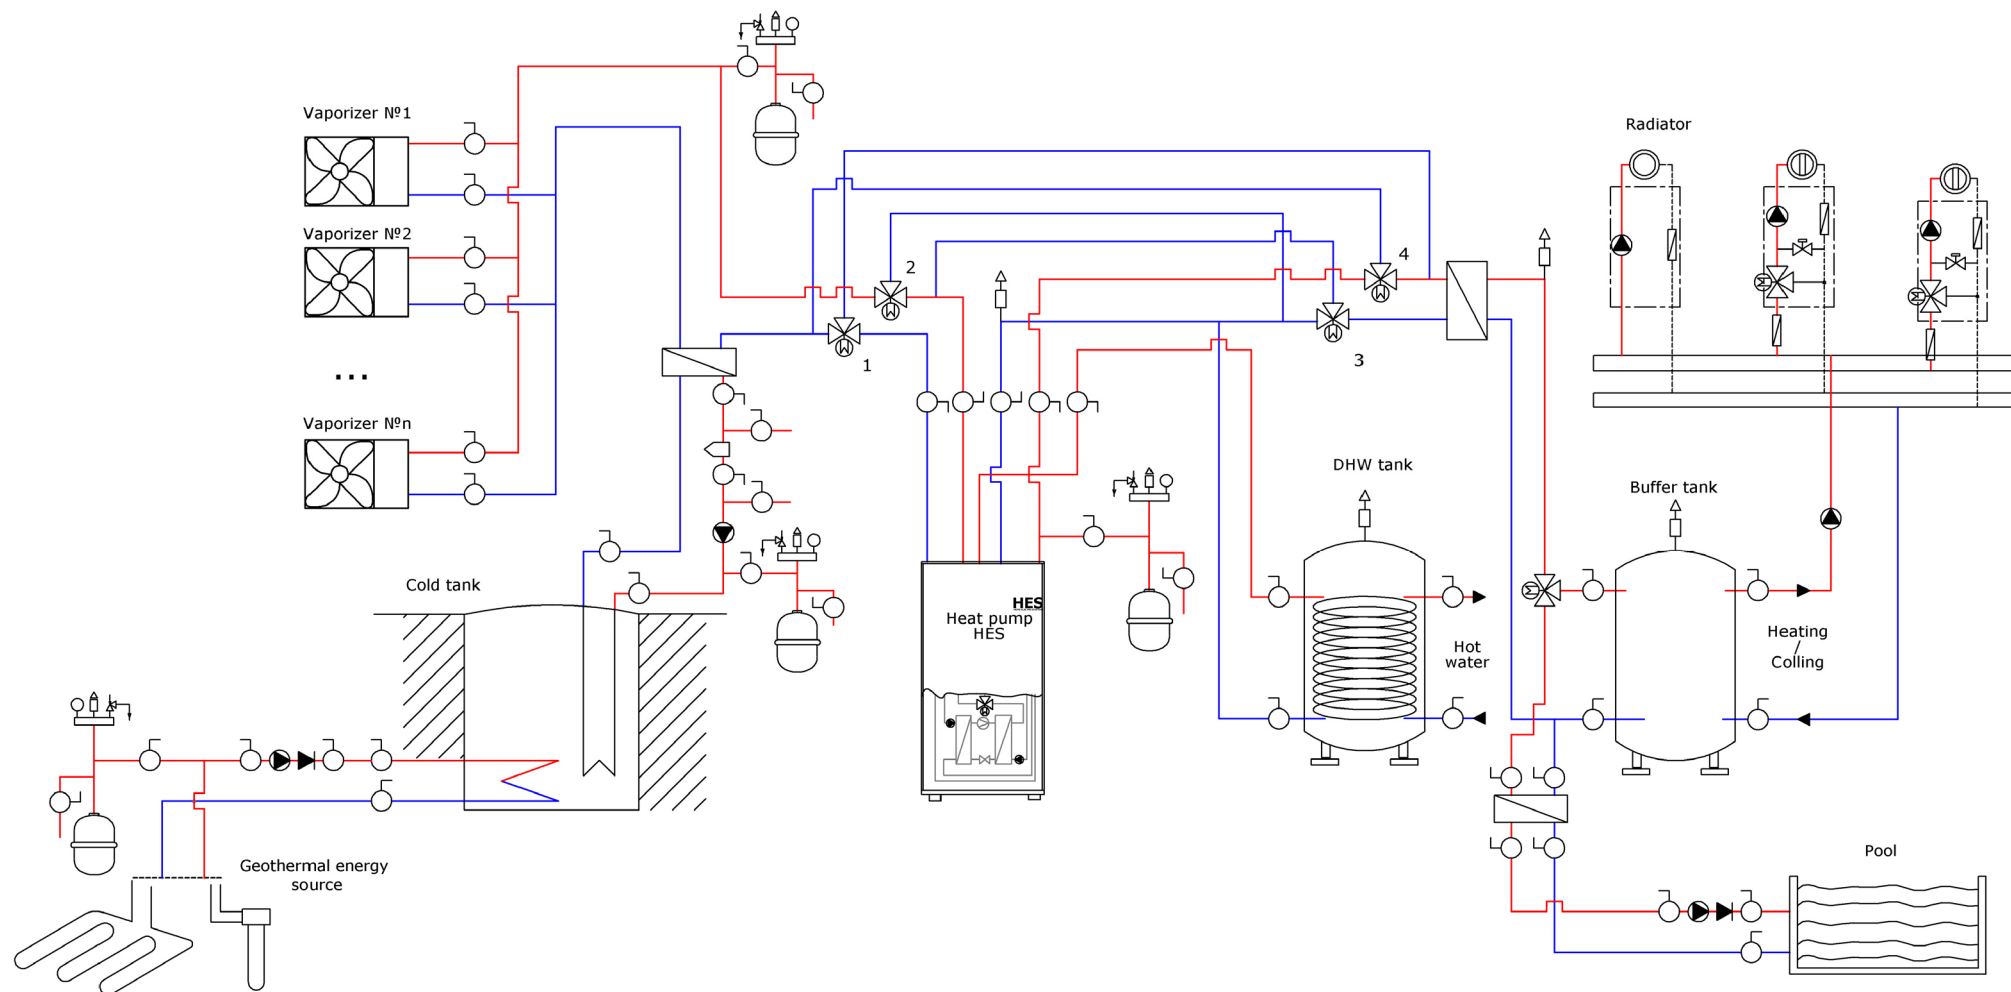 Vaporizer Nº1
Vaporizer Nº2
...
Vaporizer Nºn
Cold tank
Geothermal energy
source
2
1
4
3
HES
Heat pump
HES
DHW tank
Hot
water
Radiator
Buffer tank
Heating
/
Colling
Pool